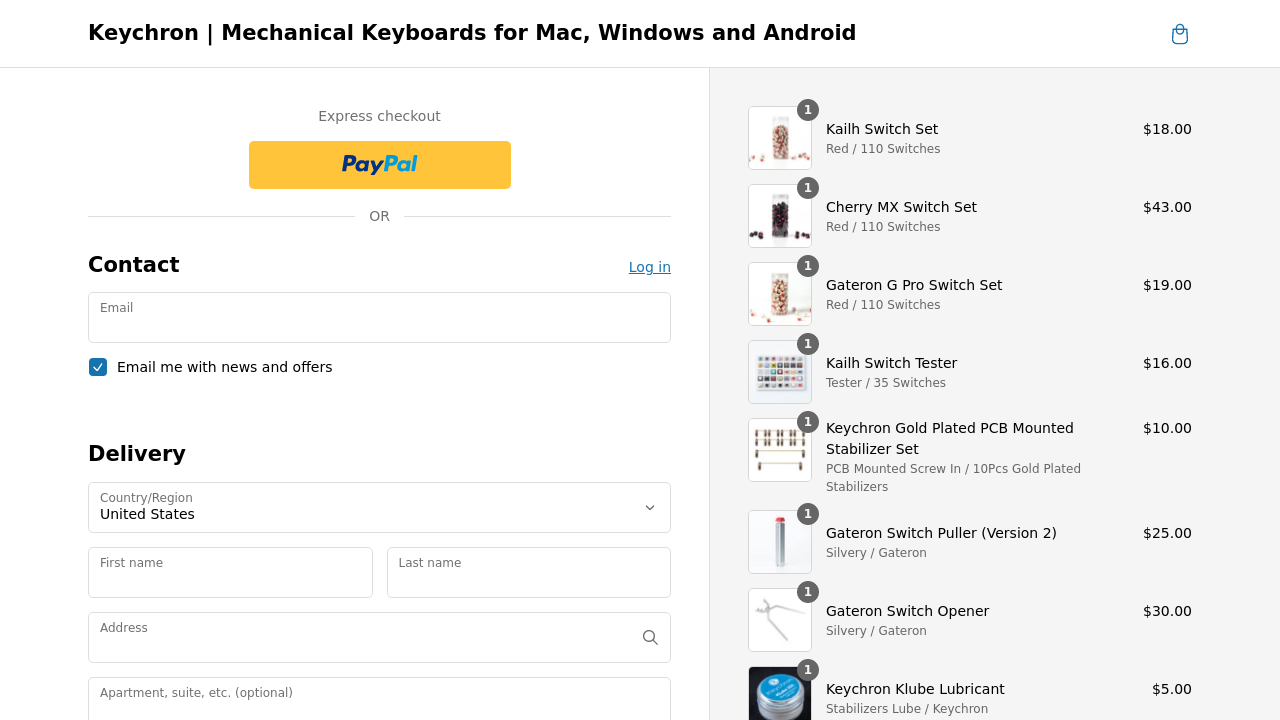 Keychron | Mechanical Keyboards for Mac, Windows and Android
Express checkout
PayPal
OR
Contact
Log in
Email
Email me with news and offers
Delivery
Country/Region
United States
First name
Last name
Address
Apartment, suite, etc. (optional)
1
Kailh Switch Set
$18.00
Red / 110 Switches
1
Cherry MX Switch Set
$43.00
Red / 110 Switches
1
Gateron G Pro Switch Set
$19.00
Red / 110 Switches
1
Kailh Switch Tester
$16.00
Tester / 35 Switches
1
Keychron Gold Plated PCB Mounted
Stabilizer Set
$10.00
PCB Mounted Screw In / 10Pcs Gold Plated
Stabilizers
1
Gateron Switch Puller (Version 2)
$25.00
Silvery / Gateron
1
Gateron Switch Opener
$30.00
Silvery / Gateron
1
Keychron Klube Lubricant
$5.00
Stabilizers Lube / Keychron